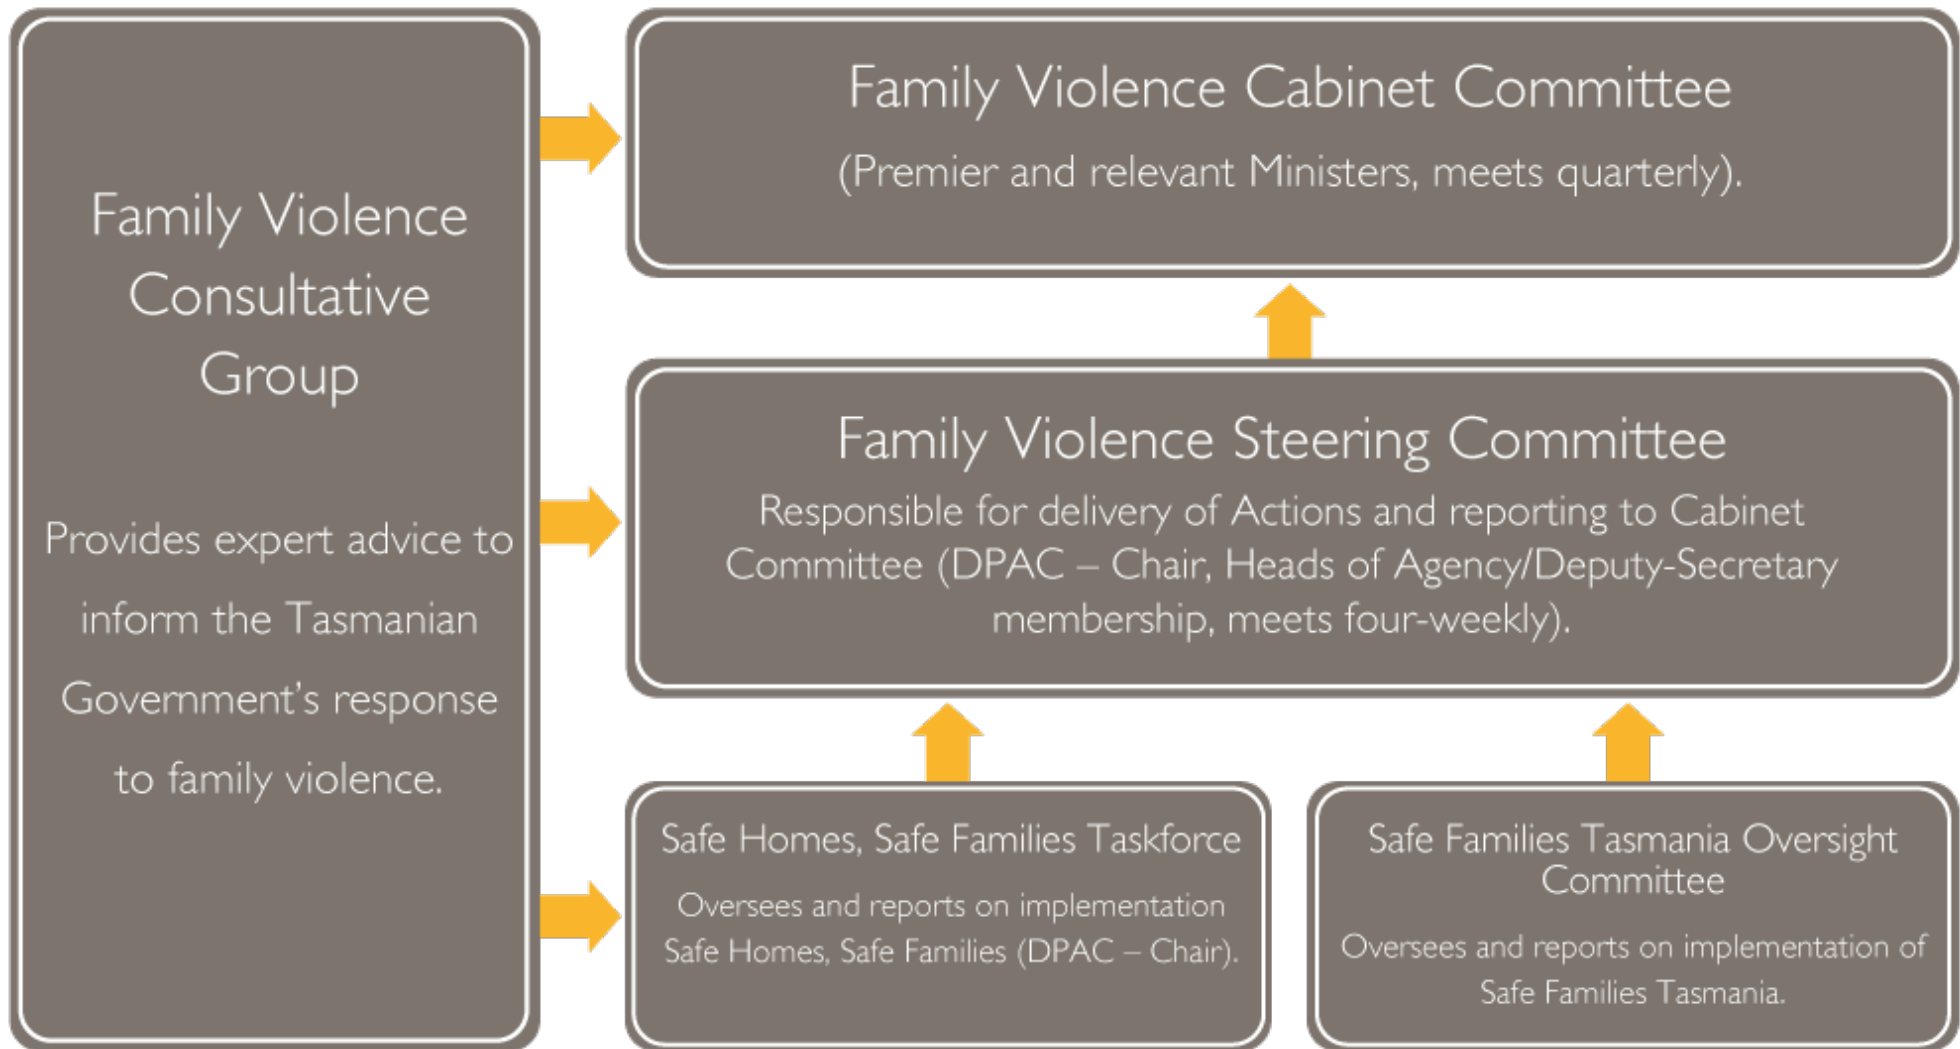 Family Violence
Consultative
Group
Provides expert advice to
inform the Tasmanian
Government’s response
to family violence.
Family Violence Cabinet Committee
(Premier and relevant Ministers, meets quarterly).
Family Violence Steering Committee
Responsible for delivery of Actions and reporting to Cabinet
Committee (DPAC – Chair, Heads of Agency/Deputy-Secretary
membership, meets four-weekly).
Safe Homes, Safe Families Taskforce
Oversees and reports on implementation
Safe Homes, Safe Families (DPAC – Chair).
Safe Families Tasmania Oversight
Committee
Oversees and reports on implementation of
Safe Families Tasmania.